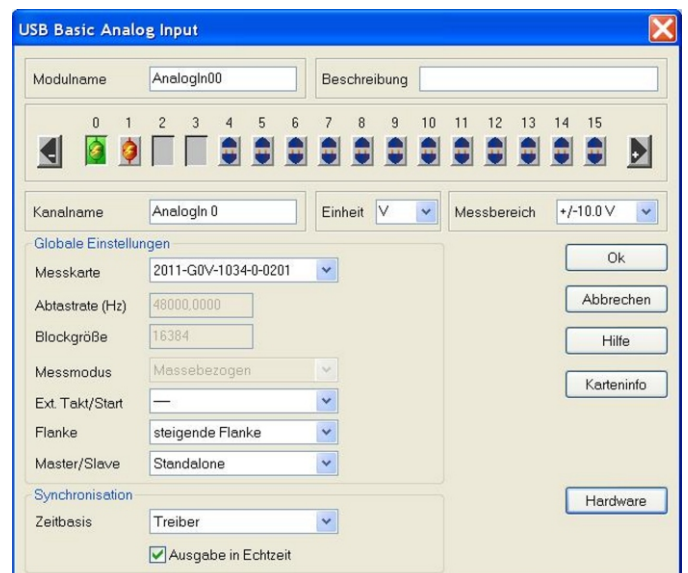 USB Basic Analog Input
Modulname AnalogIn00 Beschreibung
0 1 2 3 4 5 6 7 8 9 10 11 12 13 14 15
Kanalname AnalogIn 0 Einheit V Messbereich +/-10.0 V
Globale Einstellungen
Messkarte 2011-G0V-1034-0-0201
Abtastrate (Hz) 48000,0000
Blockgröße 16384
Messmodus Massebezogen
Ext. Takt/Start —
Flanke steigende Flanke
Master/Slave Standalone
Ok
Abbrechen
Hilfe
Karteninfo
Synchronisation
Zeitbasis Treiber
Ausgabe in Echtzeit
Hardware